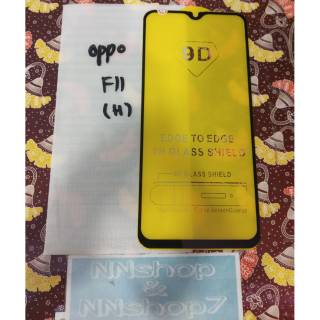 oppo
F11
(H)
9D
EDGE TO EDGE
GLASS SHIELD
GLASS SHIELD
NNshop
&
NNshop7